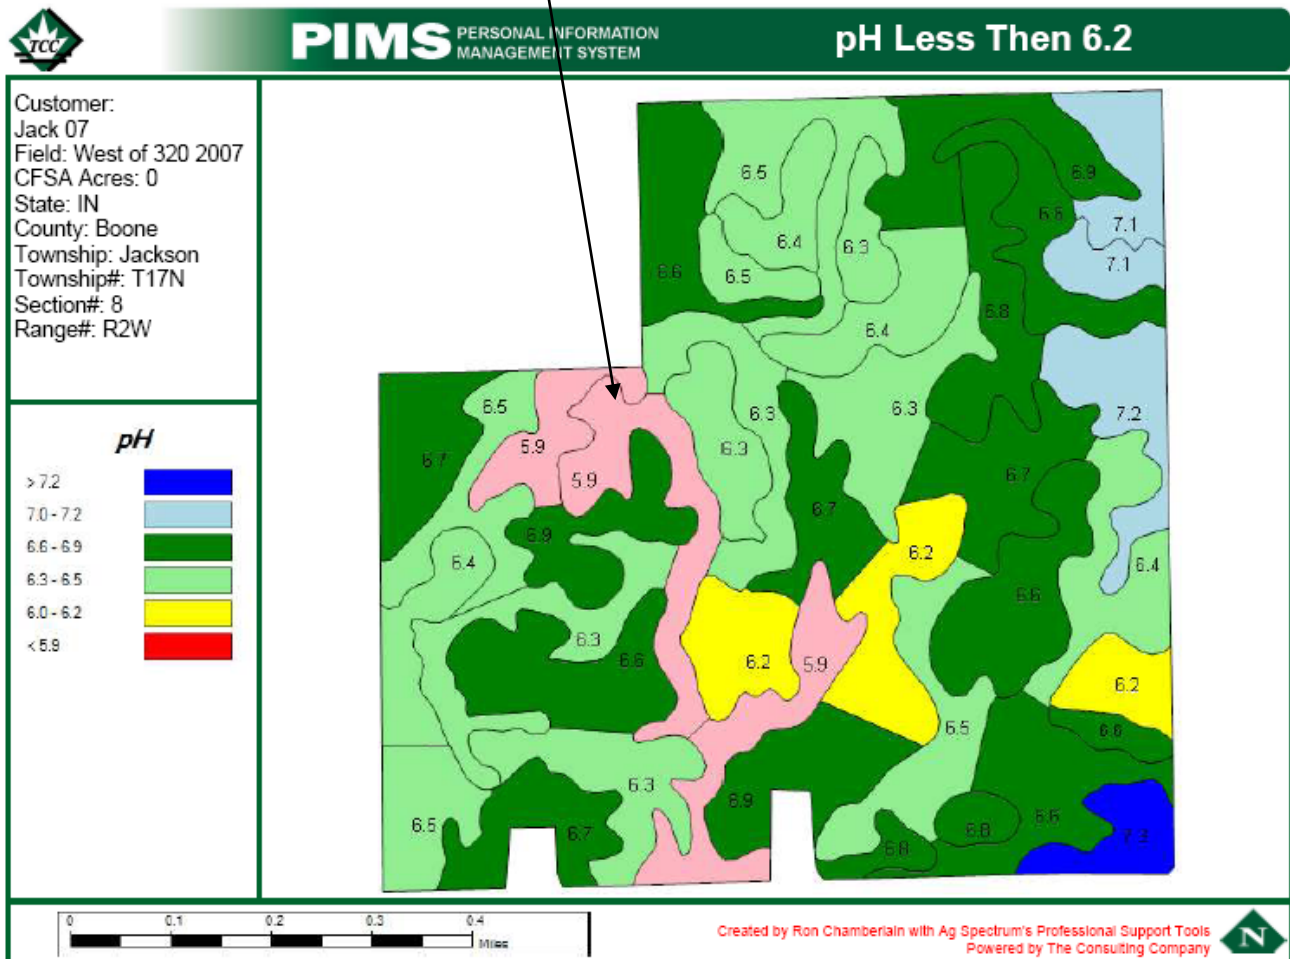 TCC
PIMS PERSONAL INFORMATION
MANAGEMENT SYSTEM
pH Less Then 6.2
Customer:
Jack 07
Field: West of 320 2007
CFSA Acres: 0
State: IN
County: Boone
Township: Jackson
Township#: T17N
Section#: 8
Range#: R2W
pH
> 7.2
7.0 - 7.2
6.6 - 6.9
6.3 - 6.5
6.0 - 6.2
< 5.9
6.5
6.9
6.8
7.1
6.4
6.3
7.1
6.6
6.5
6.8
6.4
6.5
6.3
6.3
7.2
5.9
6.3
6.7
5.9
6.7
6.7
6.9
6.2
6.4
6.4
6.6
6.3
6.6
6.2
5.9
6.2
6.5
6.6
6.3
6.9
6.5
6.7
6.8
6.6
7.3
6.8
0 0.1 0.2 0.3 0.4
Miles
Created by Ron Chamberlain with Ag Spectrum's Professional Support Tools
Powered by The Consulting Company
N